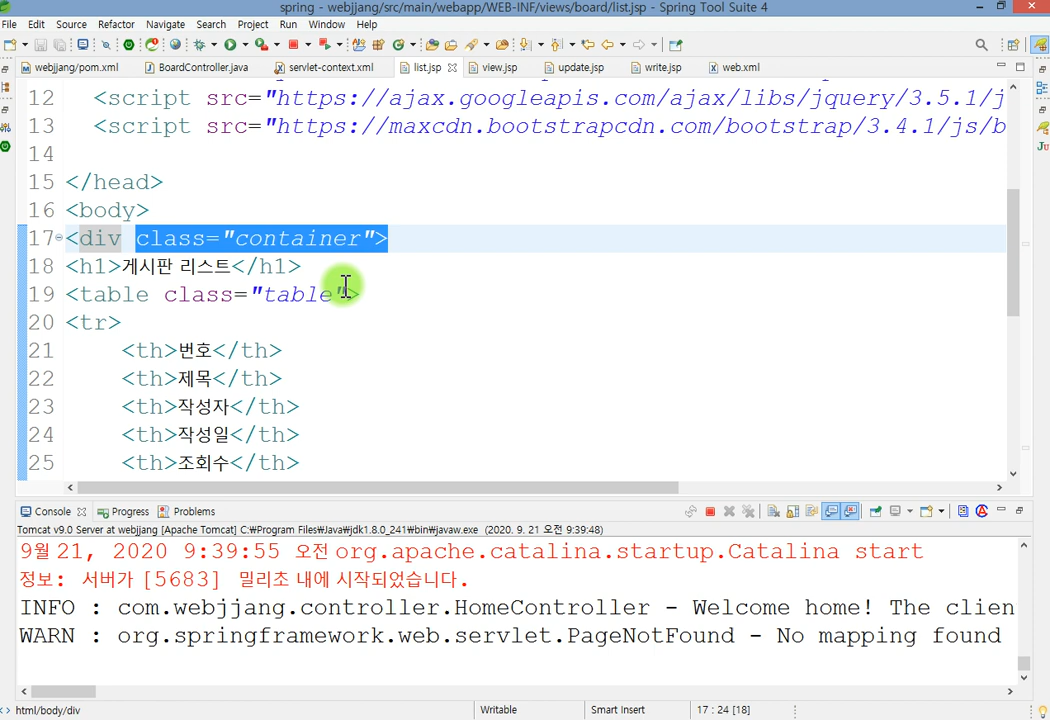 spring - webjjang/src/main/webapp/WEB-INF/views/board/list.jsp - Spring Tool Suite 4
File Edit Source Refactor Navigate Search Project Run Window Help
webjjang/pom.xml BoardController.java servlet-context.xml list.jsp view.jsp update.jsp write.jsp web.xml
12 <script src="https://ajax.googleapis.com/ajax/libs/jquery/3.5.1/j
13 <script src="https://maxcdn.bootstrapcdn.com/bootstrap/3.4.1/js/b
14
15 </head>
16 <body>
17 <div class="container">
18 <h1>게시판 리스트</h1>
19 <table class="table">
20 <tr>
21 <th>번호</th>
22 <th>제목</th>
23 <th>작성자</th>
24 <th>작성일</th>
25 <th>조회수</th>
Console Progress Problems
Tomcat v9.0 Server at webjjang [Apache Tomcat] C:₩Program Files₩Java₩jdk1.8.0_241₩bin₩javaw.exe (2020. 9. 21 오전 9:39:48)
9월 21, 2020 9:39:55 오전 org.apache.catalina.startup.Catalina start
정보: 서버가 [5683] 밀리초 내에 시작되었습니다.
INFO : com.webjjang.controller.HomeController - Welcome home! The clien
WARN : org.springframework.web.servlet.PageNotFound - No mapping found
html/body/div Writable Smart Insert 17 : 24 [18]